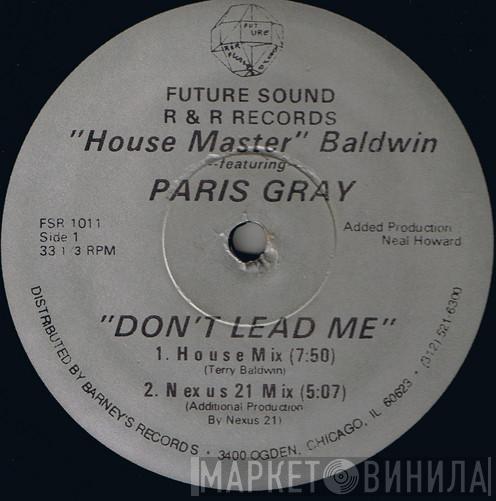 FUTURE SOUND
R & R RECORDS
"House Master" Baldwin
--featuring
PARIS GRAY
FSR 1011
Side 1
33 1/3 RPM
Added Production
Neal Howard
"DON'T LEAD ME"
1. House Mix (7:50)
(Terry Baldwin)
2. Nexus 21 Mix (5:07)
(Additional Production
By Nexus 21)
DISTRIBUTED BY BARNEY'S RECORDS • 3400 OGDEN, CHICAGO, IL 60623 • (312) 521-6300
МАРКЕТ ВИНИЛА